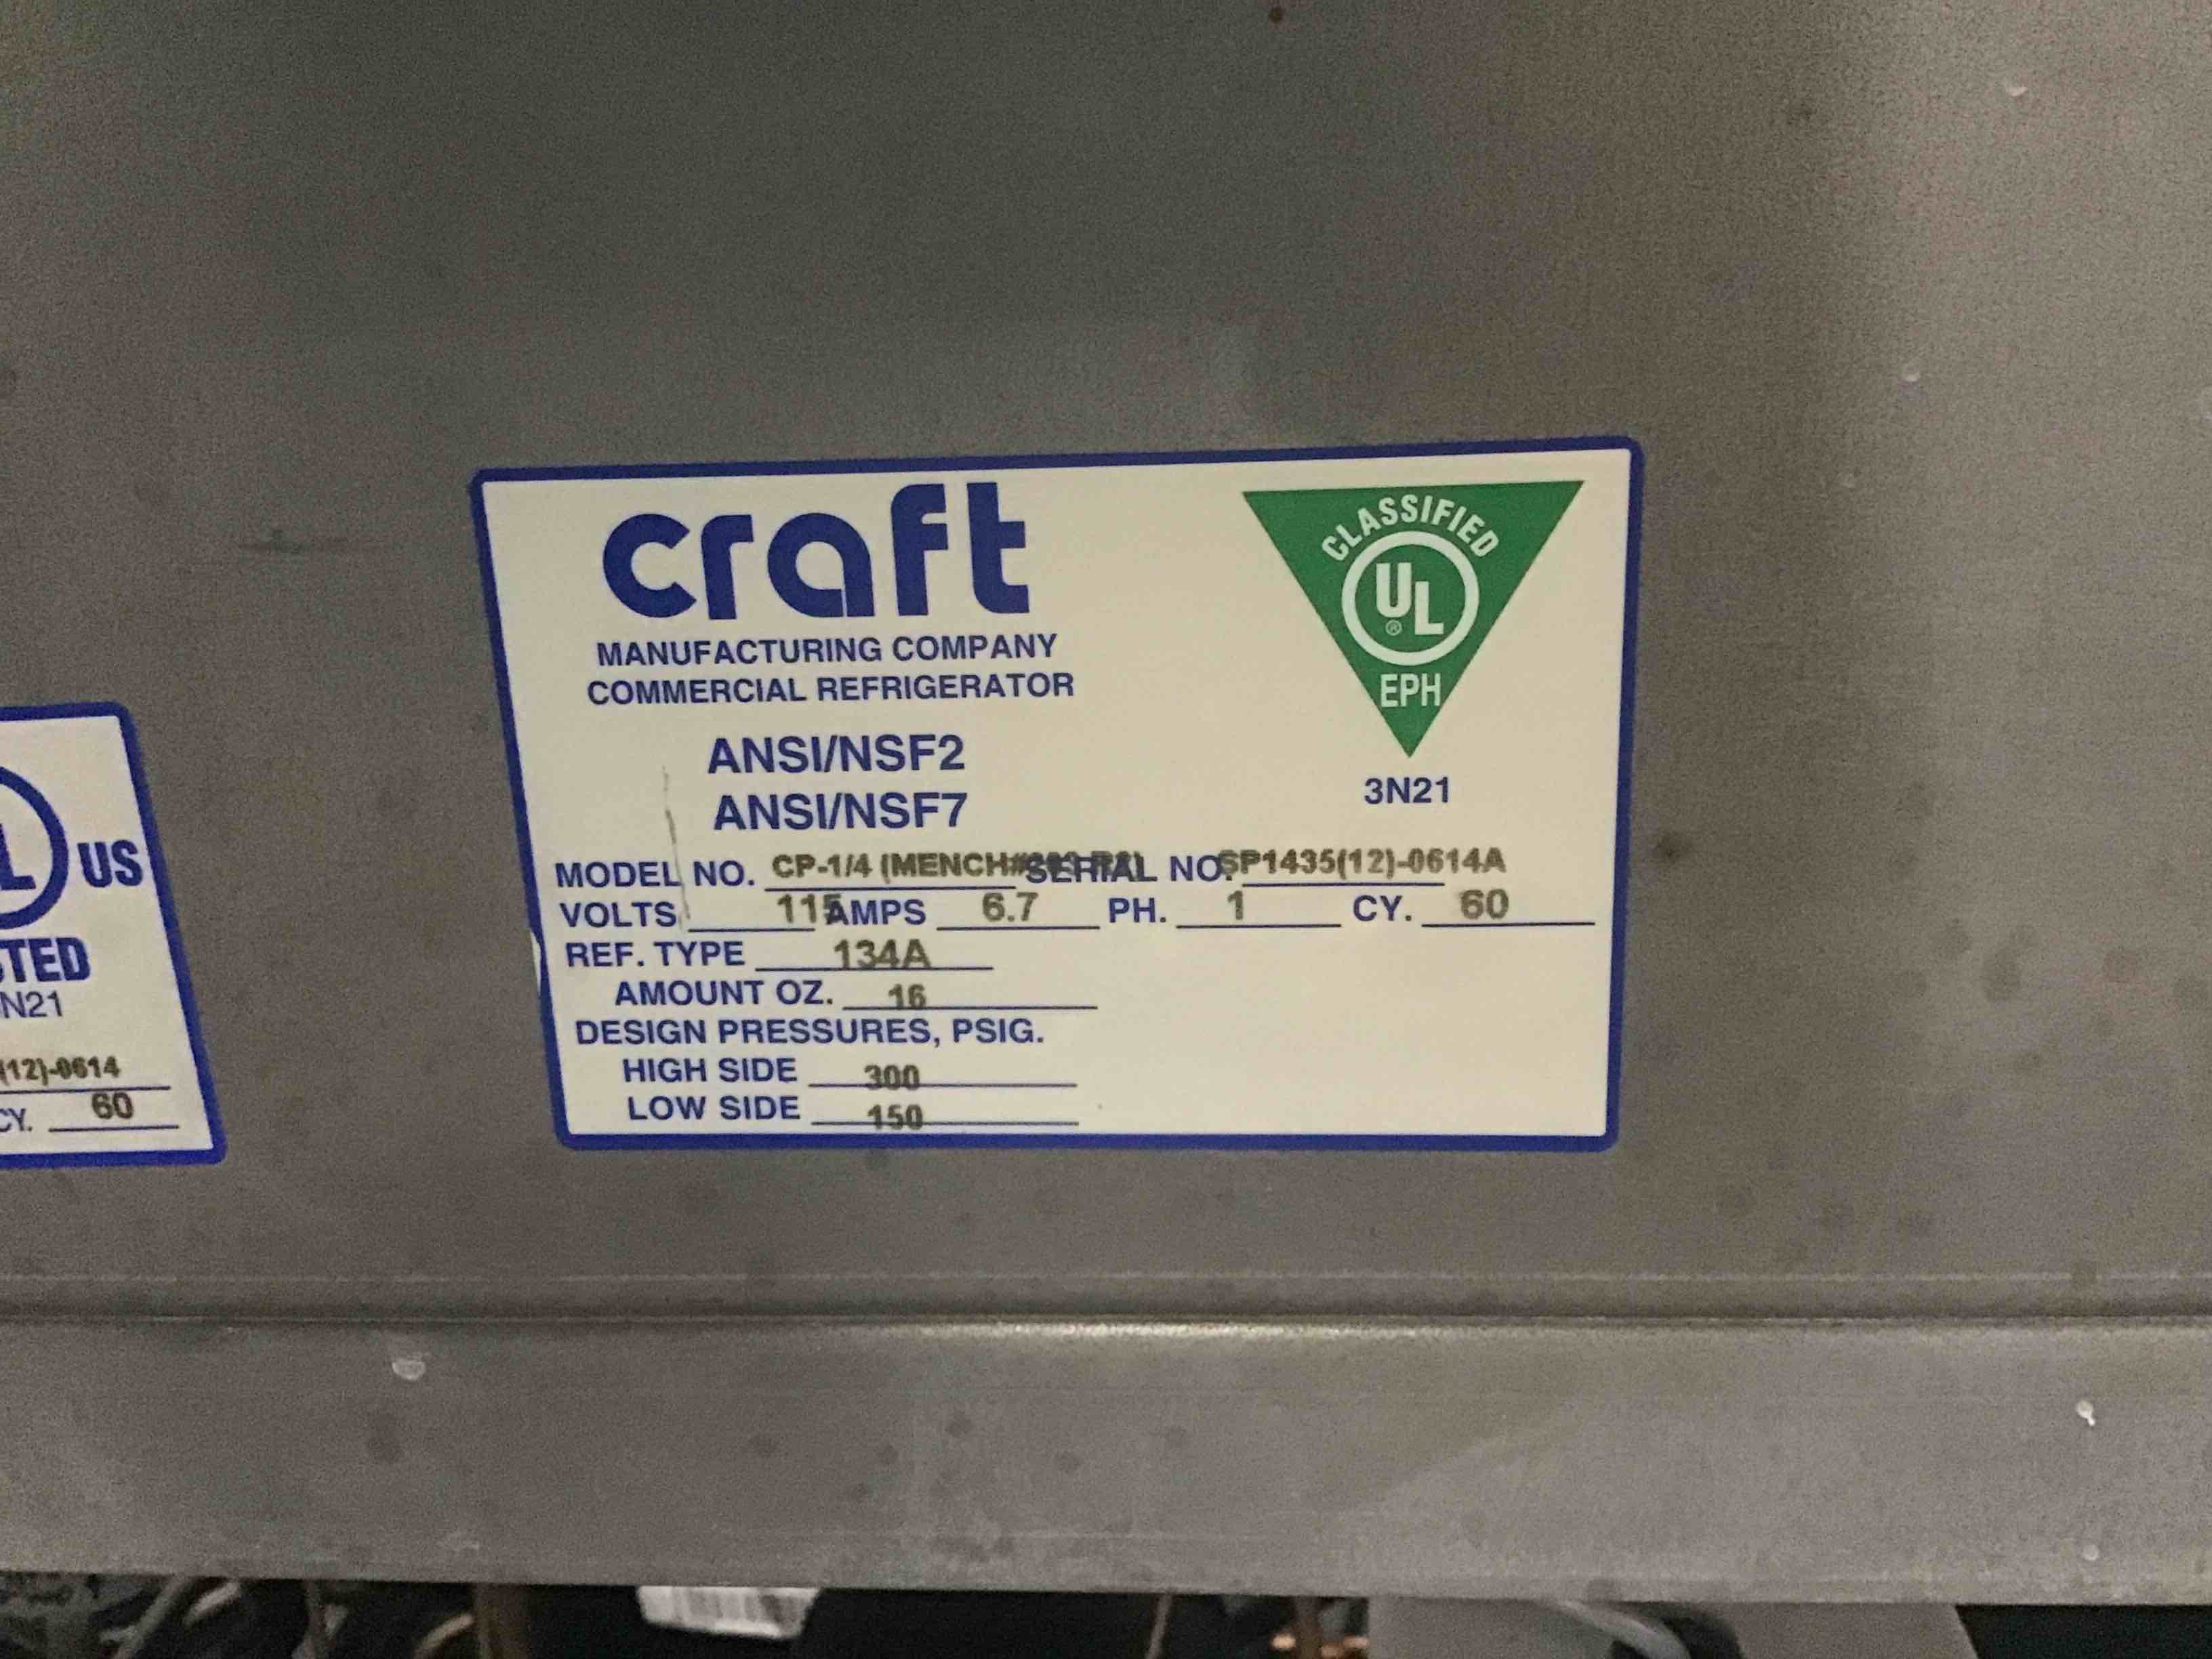 craft
MANUFACTURING COMPANY
COMMERCIAL REFRIGERATOR
ANSI/NSF2
ANSI/NSF7
CLASSIFIED
UL
®
EPH
3N21
MODEL NO. CP-1/4 (MENCH# SERIAL NO. SP1435(12)-0614A
VOLTS 115 AMPS 6.7 PH. 1 CY. 60
REF. TYPE 134A
AMOUNT OZ. 16
DESIGN PRESSURES, PSIG.
HIGH SIDE 300
LOW SIDE 150
L US
STED
N21
(12)-0614
CY. 60